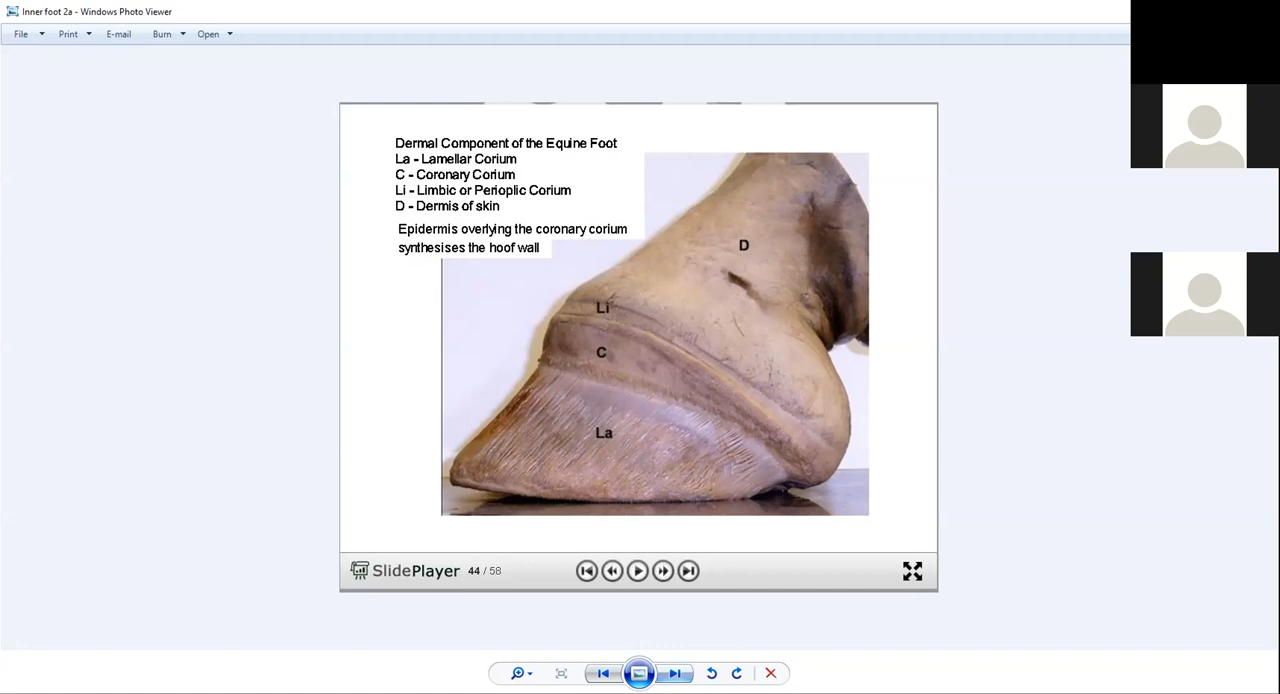 Inner foot 2a - Windows Photo Viewer
File Print E-mail Burn Open
Dermal Component of the Equine Foot
La - Lamellar Corium
C - Coronary Corium
Li - Limbic or Perioplic Corium
D - Dermis of skin
Epidermis overlying the coronary corium
synthesises the hoof wall
D
Li
C
La
SlidePlayer 44 / 58